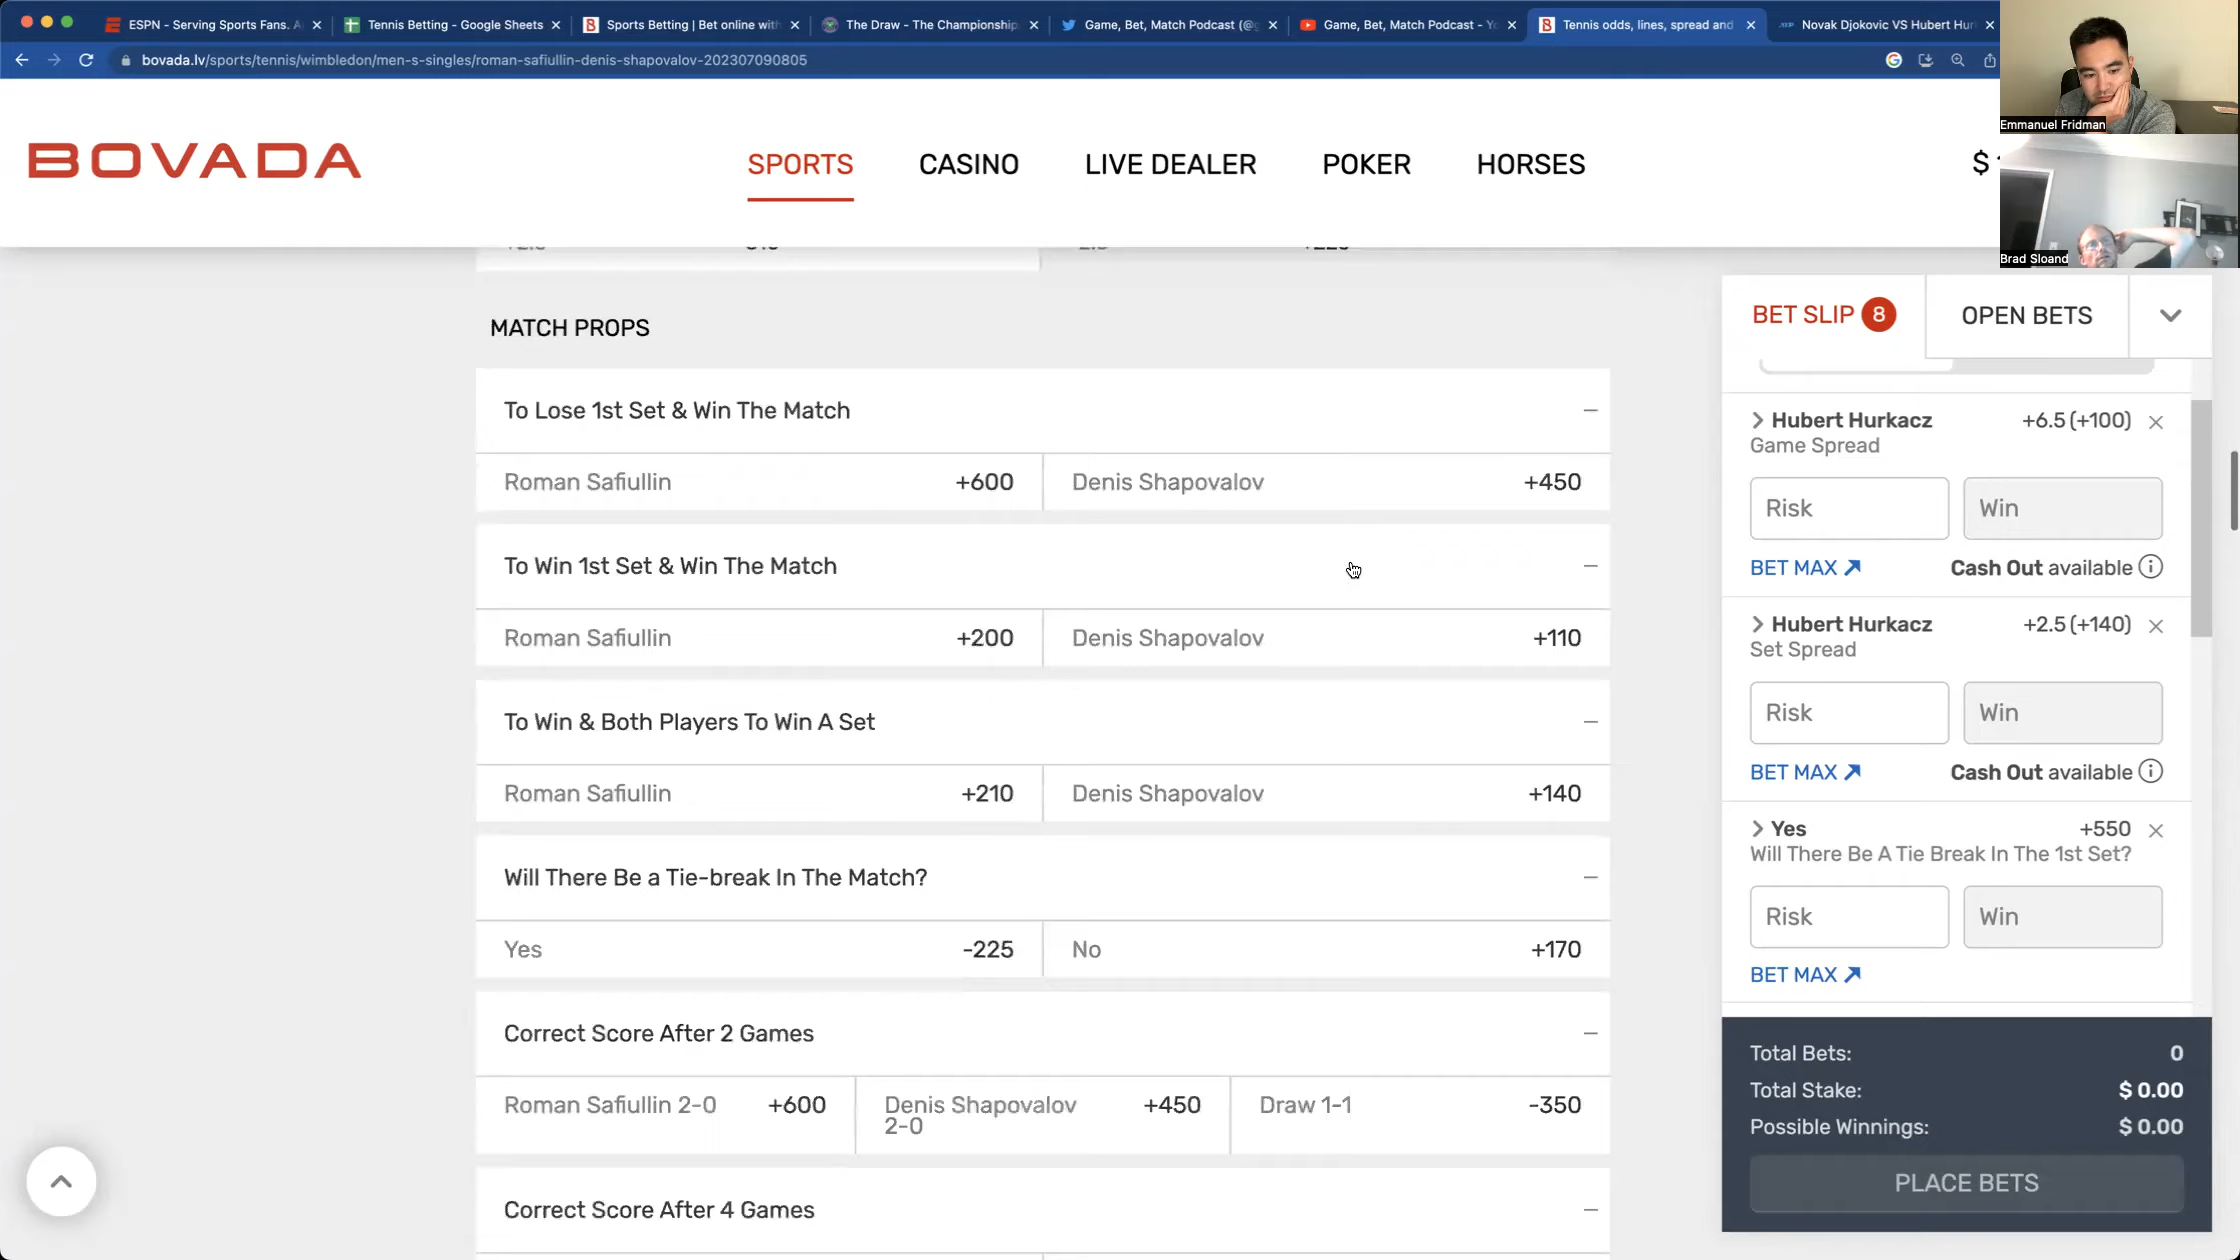 ESPN - Serving Sports Fans. A
Tennis Betting - Google Sheets
Sports Betting | Bet online with
The Draw - The Championship
Game, Bet, Match Podcast (@g
Game, Bet, Match Podcast - Yo
Tennis odds, lines, spread and
Novak Djokovic VS Hubert Hur
bovada.lv/sports/tennis/wimbledon/men-s-singles/roman-safiullin-denis-shapovalov-202307090805
Emmanuel Fridman
Brad Sloand
BOVADA
SPORTS
CASINO
LIVE DEALER
POKER
HORSES
$
MATCH PROPS
To Lose 1st Set & Win The Match
Roman Safiullin +600 Denis Shapovalov +450
To Win 1st Set & Win The Match
Roman Safiullin +200 Denis Shapovalov +110
To Win & Both Players To Win A Set
Roman Safiullin +210 Denis Shapovalov +140
Will There Be a Tie-break In The Match?
Yes -225 No +170
Correct Score After 2 Games
Roman Safiullin 2-0 +600 Denis Shapovalov +450 Draw 1-1 -350
2-0
Correct Score After 4 Games
BET SLIP 8 OPEN BETS
Hubert Hurkacz +6.5 (+100)
Game Spread
Risk Win
BET MAX Cash Out available
Hubert Hurkacz +2.5 (+140)
Set Spread
Risk Win
BET MAX Cash Out available
Yes +550
Will There Be A Tie Break In The 1st Set?
Risk Win
BET MAX
Total Bets: 0
Total Stake: $ 0.00
Possible Winnings: $ 0.00
PLACE BETS